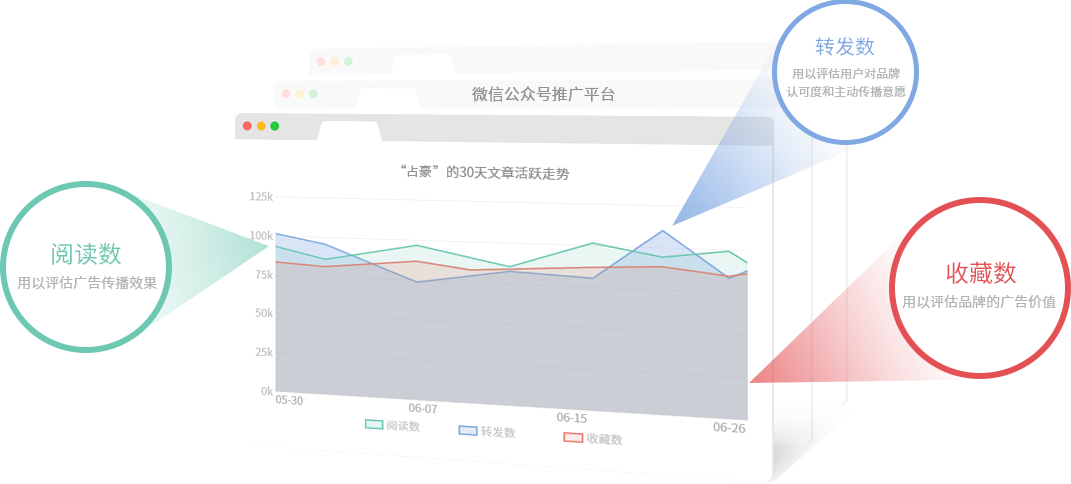 转发数
用以评估用户对品牌
认可度和主动传播意愿
微信公众号推广平台
“占豪”的30天文章活跃走势
125k
100k
75k
50k
25k
0k
05-30
06-07
06-15
06-26
阅读数
转发数
收藏数
阅读数
用以评估广告传播效果
收藏数
用以评估品牌的广告价值